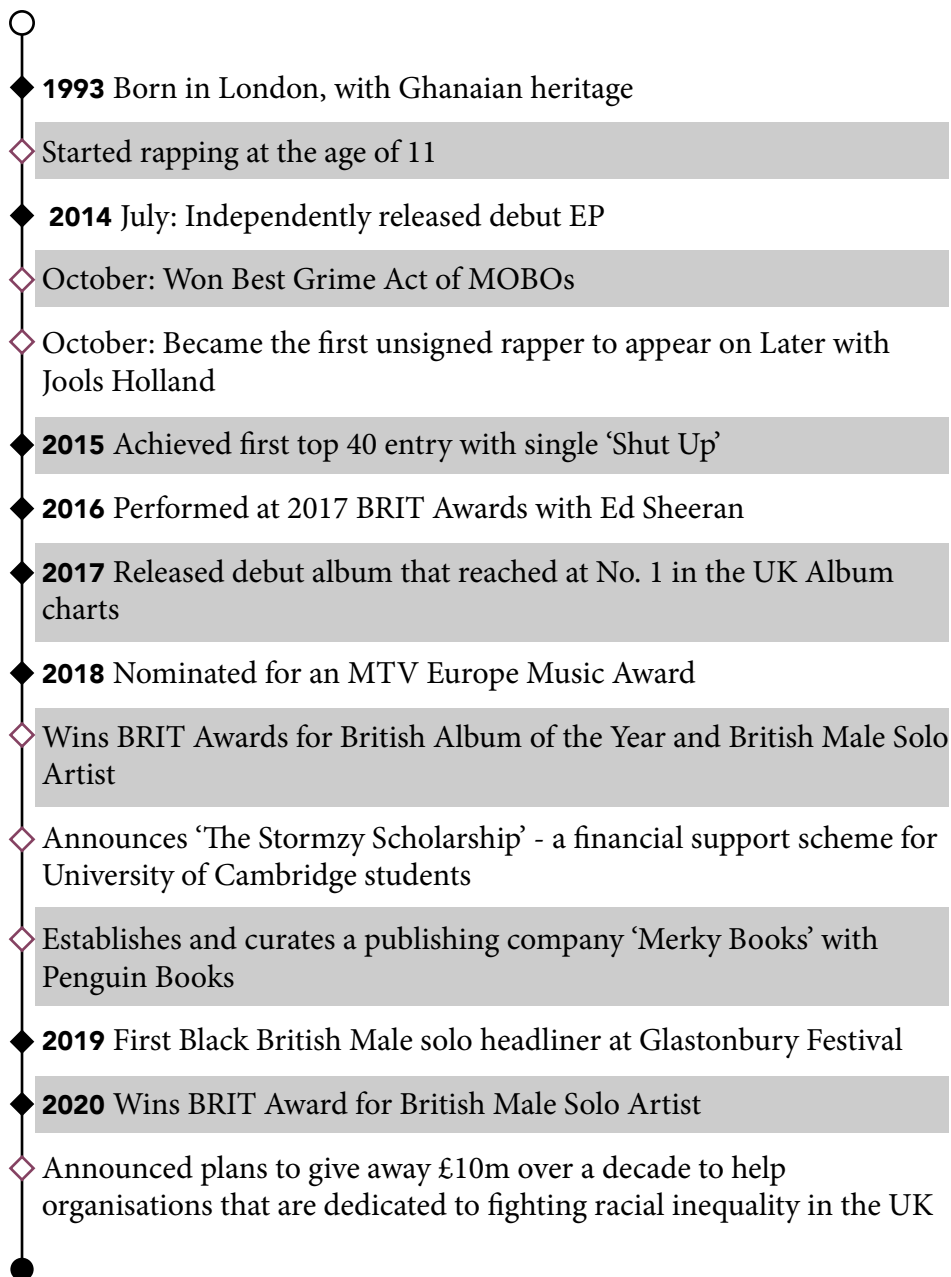 1993 Born in London, with Ghanaian heritage
Started rapping at the age of 11
2014 July: Independently released debut EP
October: Won Best Grime Act of MOBOs
October: Became the first unsigned rapper to appear on Later with
Jools Holland
2015 Achieved first top 40 entry with single ‘Shut Up’
2016 Performed at 2017 BRIT Awards with Ed Sheeran
2017 Released debut album that reached at No. 1 in the UK Album
charts
2018 Nominated for an MTV Europe Music Award
Wins BRIT Awards for British Album of the Year and British Male Solo
Artist
Announces ‘The Stormzy Scholarship’ - a financial support scheme for
University of Cambridge students
Establishes and curates a publishing company ‘Merky Books’ with
Penguin Books
2019 First Black British Male solo headliner at Glastonbury Festival
2020 Wins BRIT Award for British Male Solo Artist
Announced plans to give away £10m over a decade to help
organisations that are dedicated to fighting racial inequality in the UK